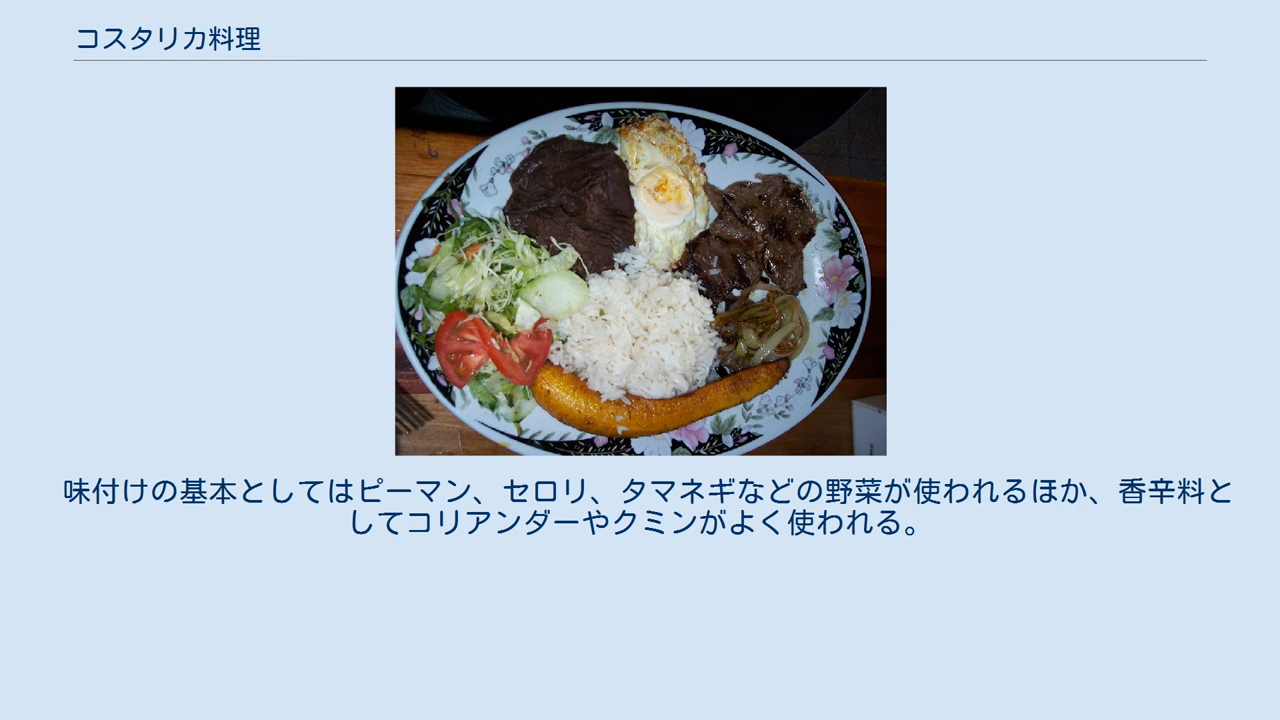 コスタリカ料理
味付けの基本としてはピーマン、セロリ、タマネギなどの野菜が使われるほか、香辛料と
してコリアンダーやクミンがよく使われる。